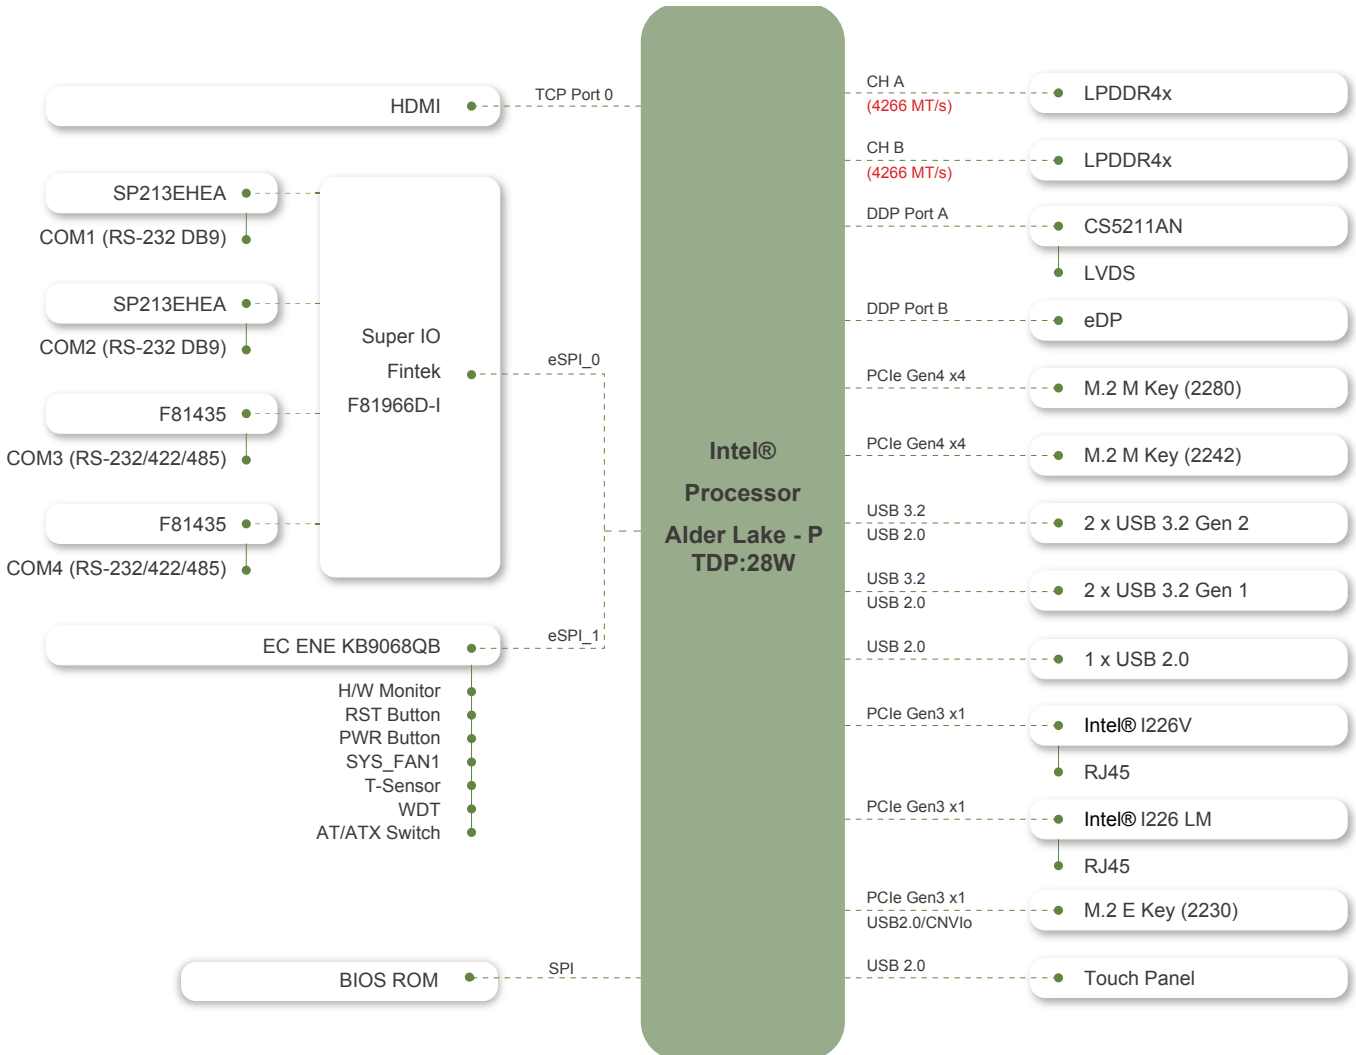 HDMI
TCP Port 0
SP213EHEA
COM1 (RS-232 DB9)
SP213EHEA
COM2 (RS-232 DB9)
F81435
COM3 (RS-232/422/485)
F81435
COM4 (RS-232/422/485)
Super IO
Fintek
F81966D-I
eSPI_0
EC ENE KB9068QB
eSPI_1
H/W Monitor
RST Button
PWR Button
SYS_FAN1
T-Sensor
WDT
AT/ATX Switch
BIOS ROM
SPI
Intel®
Processor
Alder Lake - P
TDP:28W
CH A
(4266 MT/s)
LPDDR4x
CH B
(4266 MT/s)
LPDDR4x
DDP Port A
CS5211AN
LVDS
DDP Port B
eDP
PCIe Gen4 x4
M.2 M Key (2280)
PCIe Gen4 x4
M.2 M Key (2242)
USB 3.2
USB 2.0
2 x USB 3.2 Gen 2
USB 3.2
USB 2.0
2 x USB 3.2 Gen 1
USB 2.0
1 x USB 2.0
PCIe Gen3 x1
Intel® I226V
RJ45
PCIe Gen3 x1
Intel® I226 LM
RJ45
PCIe Gen3 x1
USB2.0/CNVIo
M.2 E Key (2230)
USB 2.0
Touch Panel